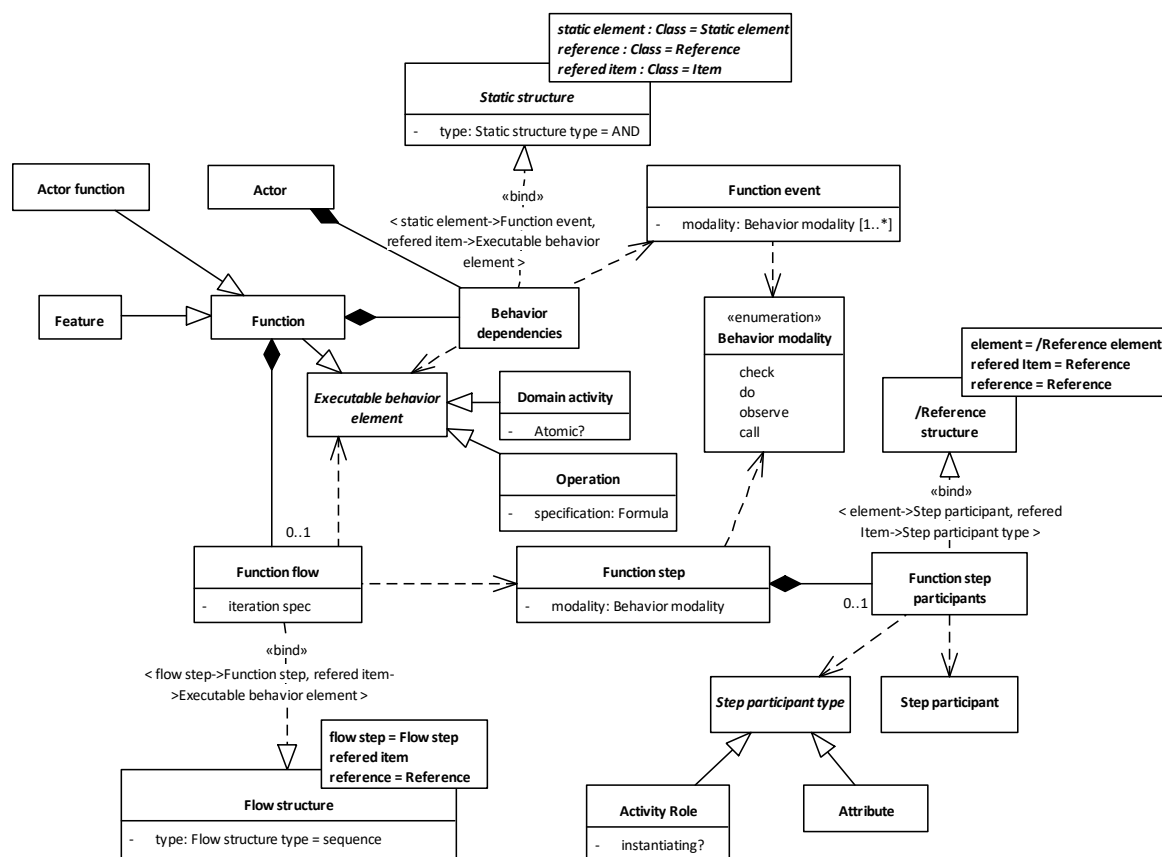 static element : Class = Static element
reference : Class = Reference
refered item : Class = Item
Static structure
- type: Static structure type = AND
Actor function
Actor
«bind»
< static element->Function event,
refered item->Executable behavior
element >
Function event
- modality: Behavior modality [1..*]
Feature
Function
Behavior
dependencies
«enumeration»
Behavior modality
check
do
observe
call
element = /Reference element
refered Item = Reference
reference = Reference
/Reference
structure
Executable behavior
element
Domain activity
- Atomic?
Operation
- specification: Formula
«bind»
< element->Step participant, refered
Item->Step participant type >
0..1
Function flow
- iteration spec
Function step
- modality: Behavior modality
0..1
Function step
participants
«bind»
< flow step->Function step, refered item-
>Executable behavior element >
Step participant type
Step participant
flow step = Flow step
refered item
reference = Reference
Flow structure
- type: Flow structure type = sequence
Activity Role
- instantiating?
Attribute